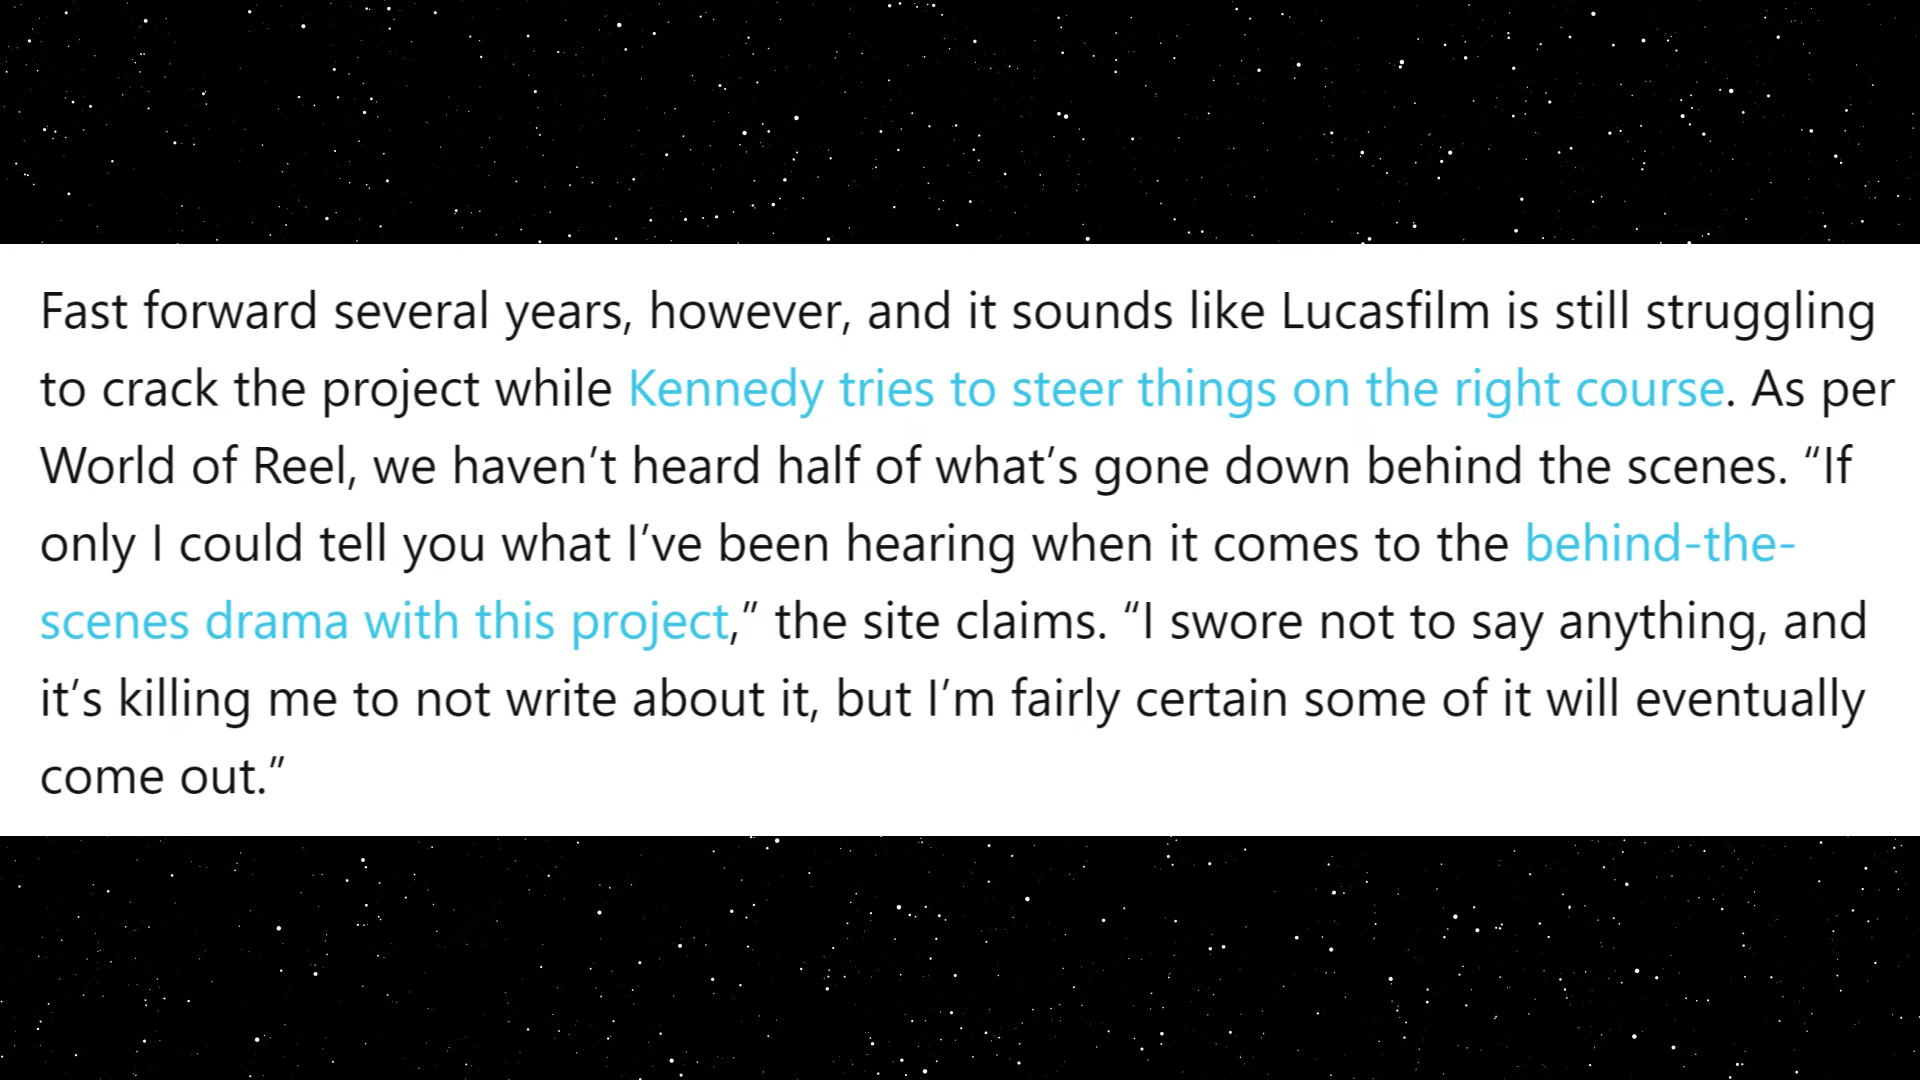 Fast forward several years, however, and it sounds like Lucasfilm is still struggling
to crack the project while Kennedy tries to steer things on the right course. As per
World of Reel, we haven’t heard half of what’s gone down behind the scenes. “If
only I could tell you what I’ve been hearing when it comes to the behind-the-
scenes drama with this project,” the site claims. “I swore not to say anything, and
it’s killing me to not write about it, but I’m fairly certain some of it will eventually
come out.”